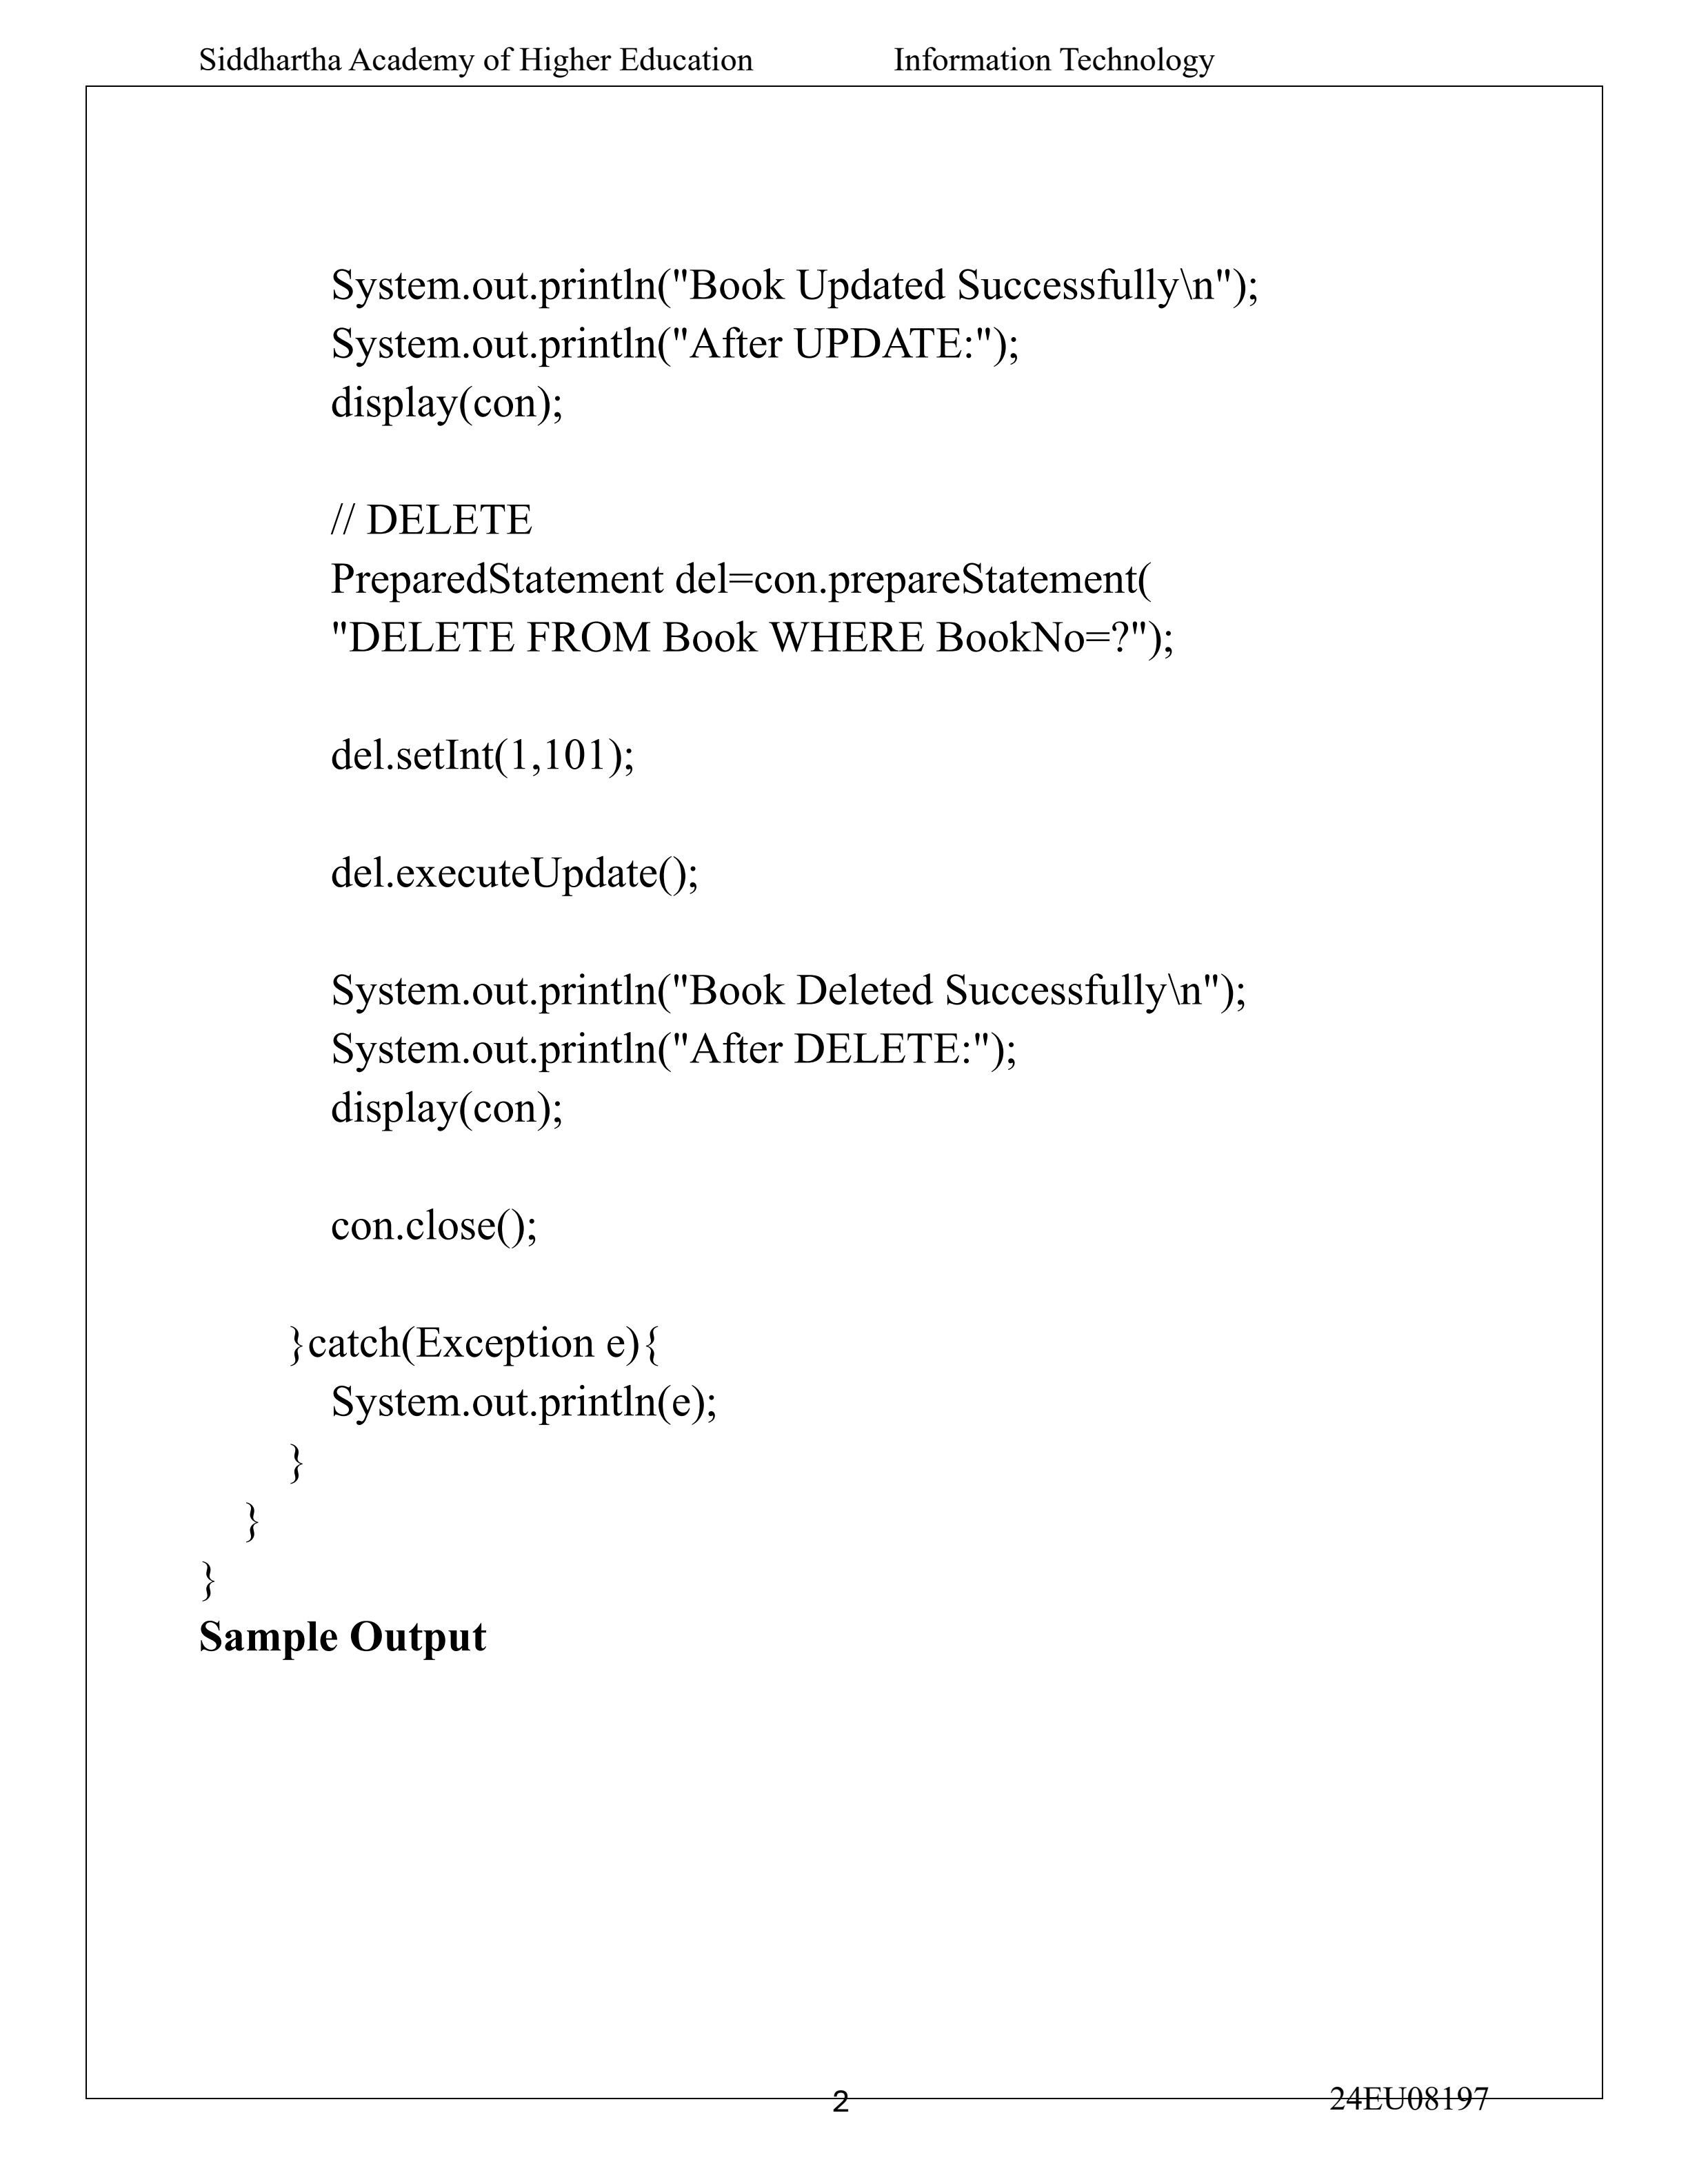 Siddhartha Academy of Higher Education Information Technology
System.out.println("Book Updated Successfully\n");
System.out.println("After UPDATE:");
display(con);
// DELETE
PreparedStatement del=con.prepareStatement(
"DELETE FROM Book WHERE BookNo=?");
del.setInt(1,101);
del.executeUpdate();
System.out.println("Book Deleted Successfully\n");
System.out.println("After DELETE:");
display(con);
con.close();
}catch(Exception e){
System.out.println(e);
}
}
}
Sample Output
2 24EU08197